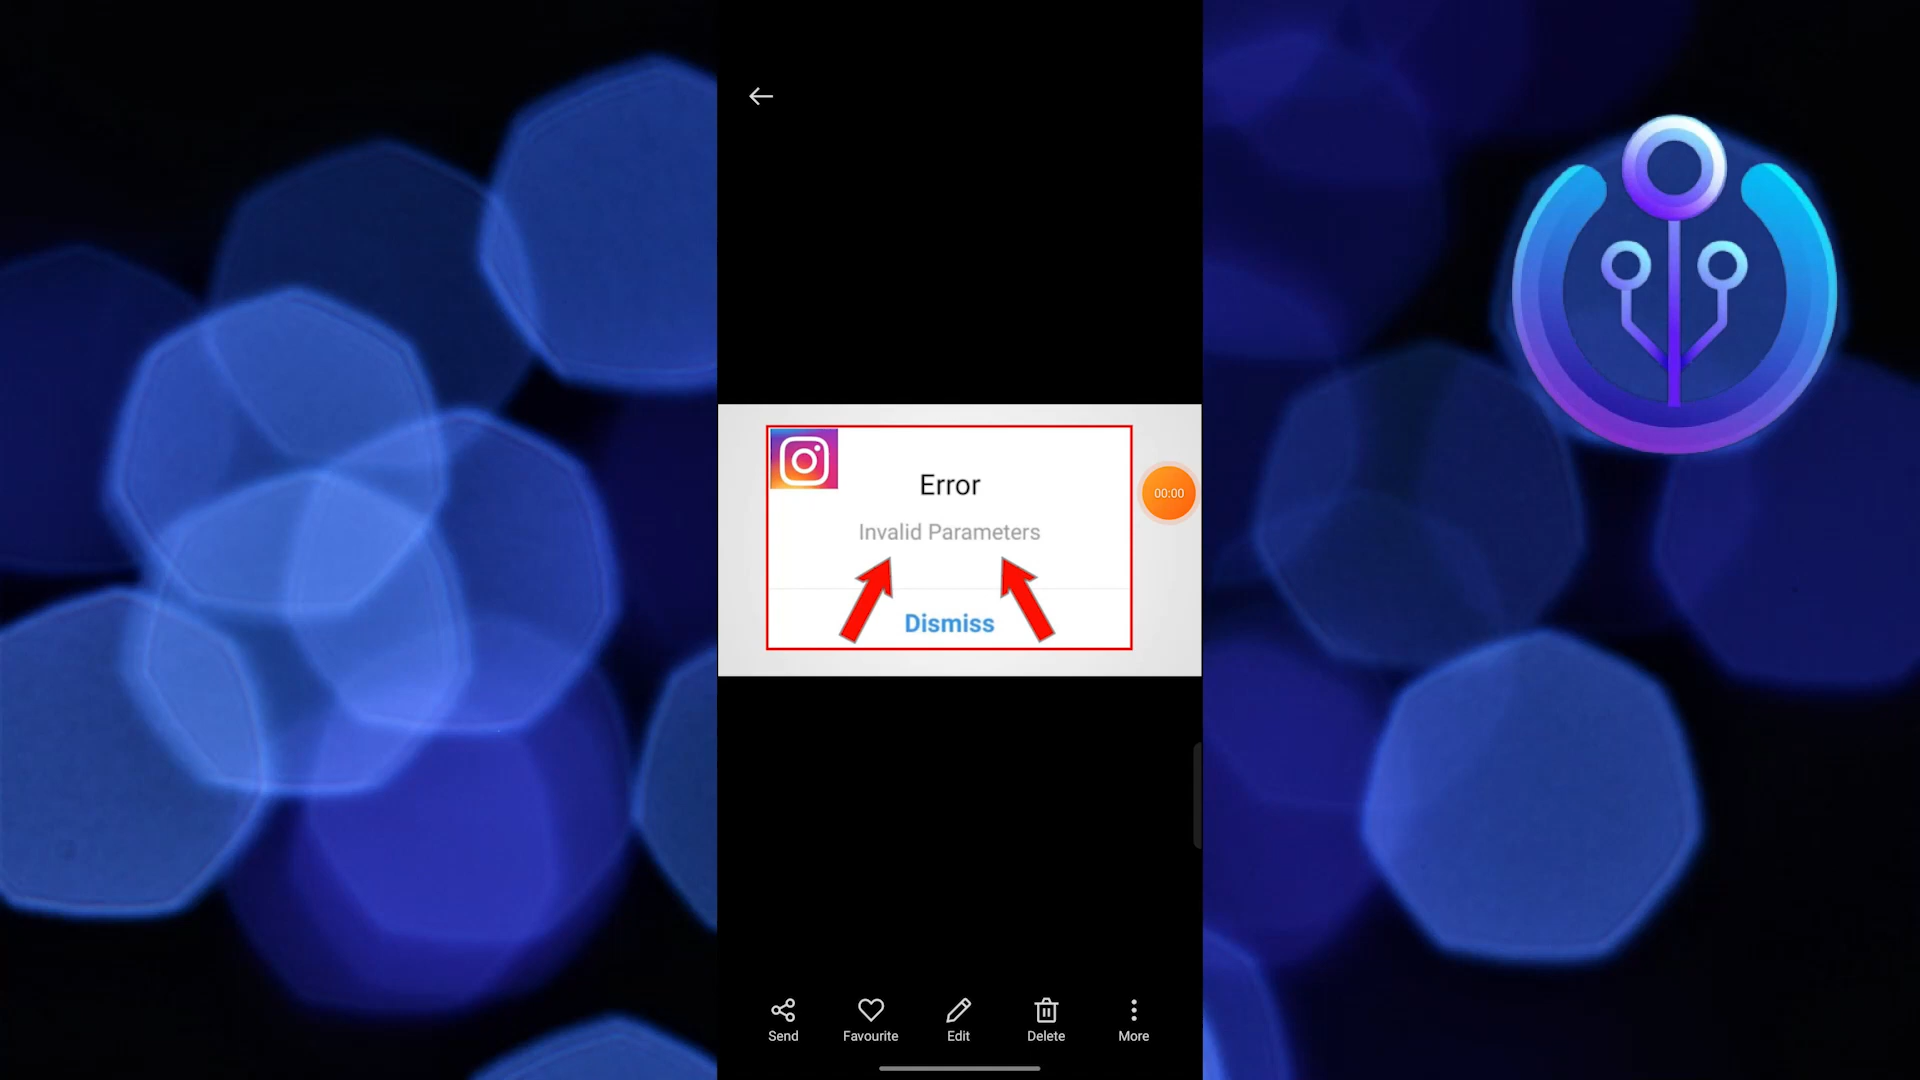 Error
00:00
Invalid Parameters
Dismiss
Send
Favourite
Edit
Delete
More